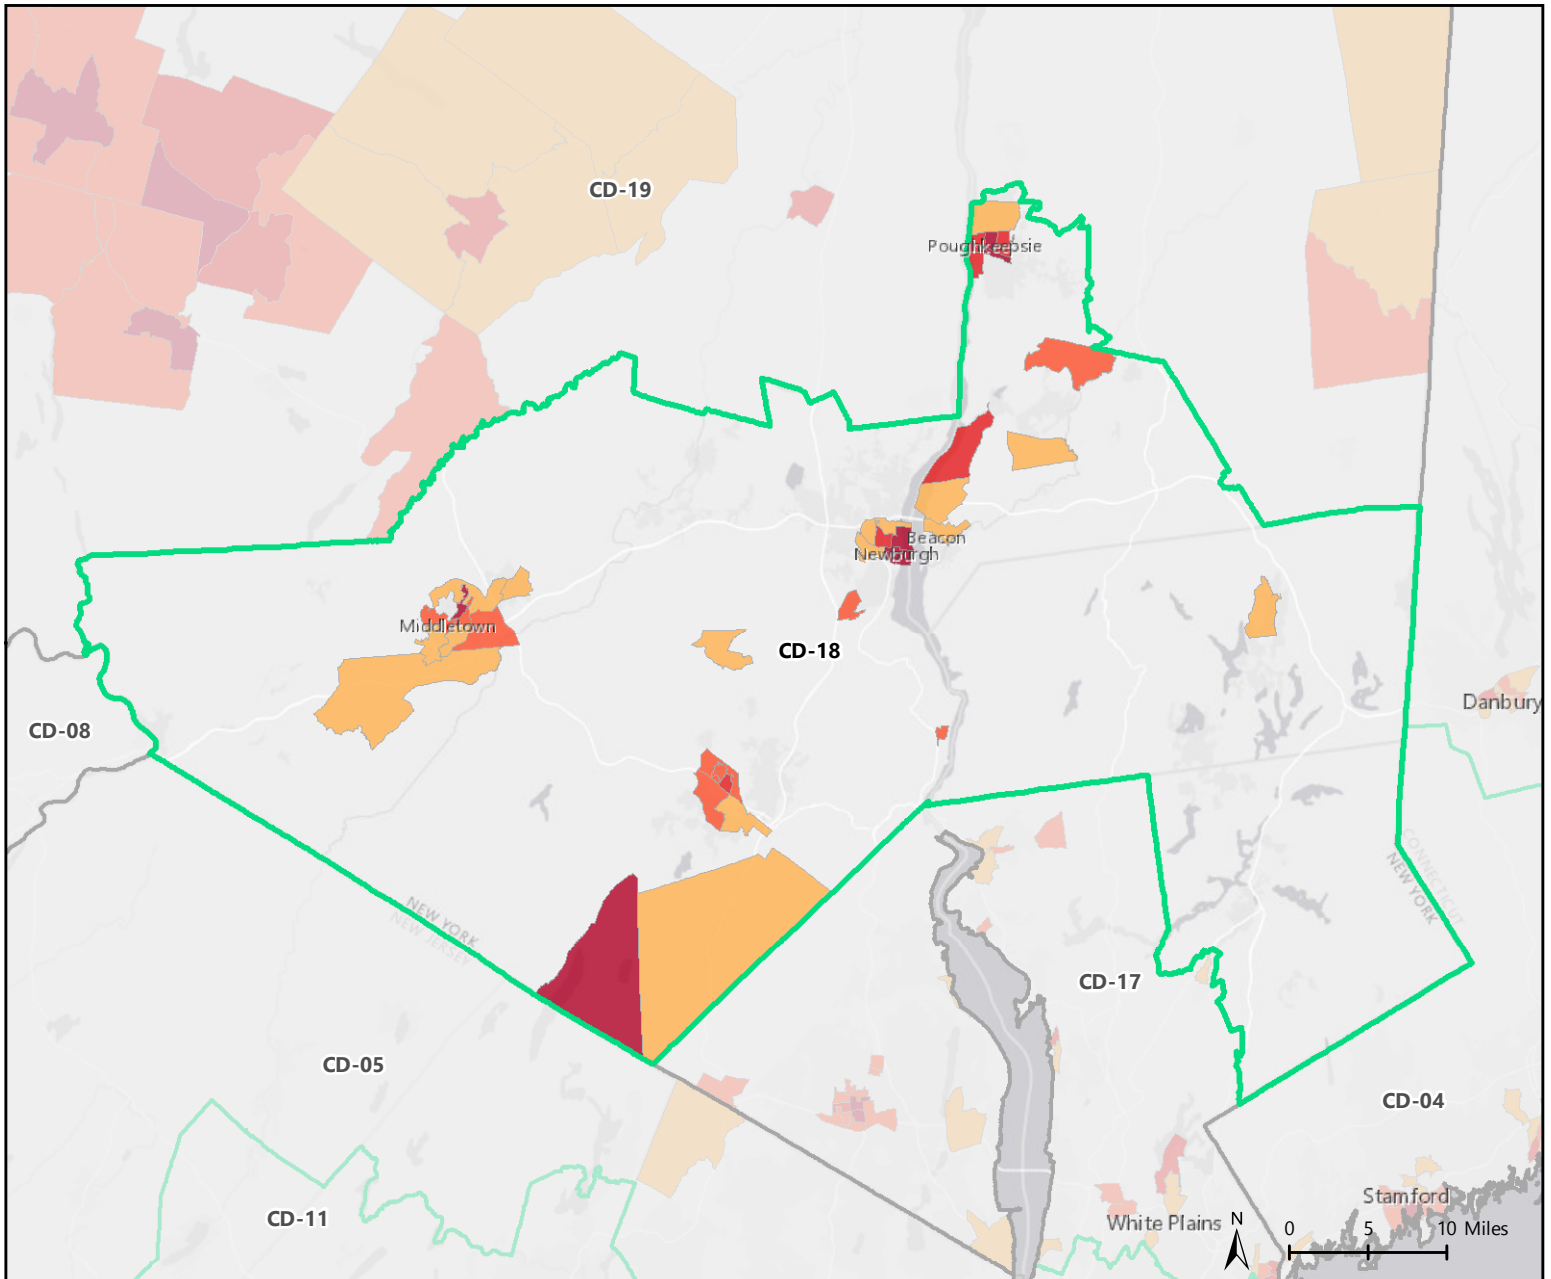 CD-19
Poughkeepsie
Beacon
Newburgh
Middletown
CD-18
CD-08
Danbury
CONNECTICUT
NEW YORK
NEW YORK
NEW JERSEY
CD-17
CD-05
CD-04
CD-11
Stamford
White Plains
N
0 5 10 Miles